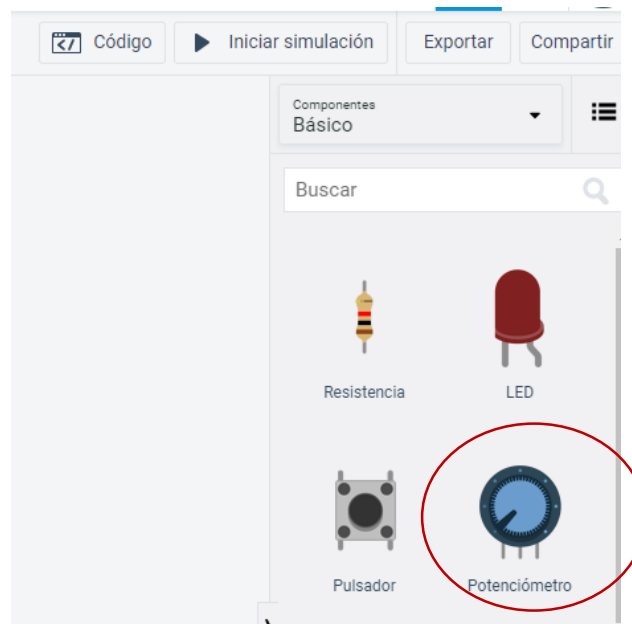 Código
Iniciar simulación
Exportar
Compartir
Componentes
Básico
Buscar
Resistencia
LED
Pulsador
Potenciómetro